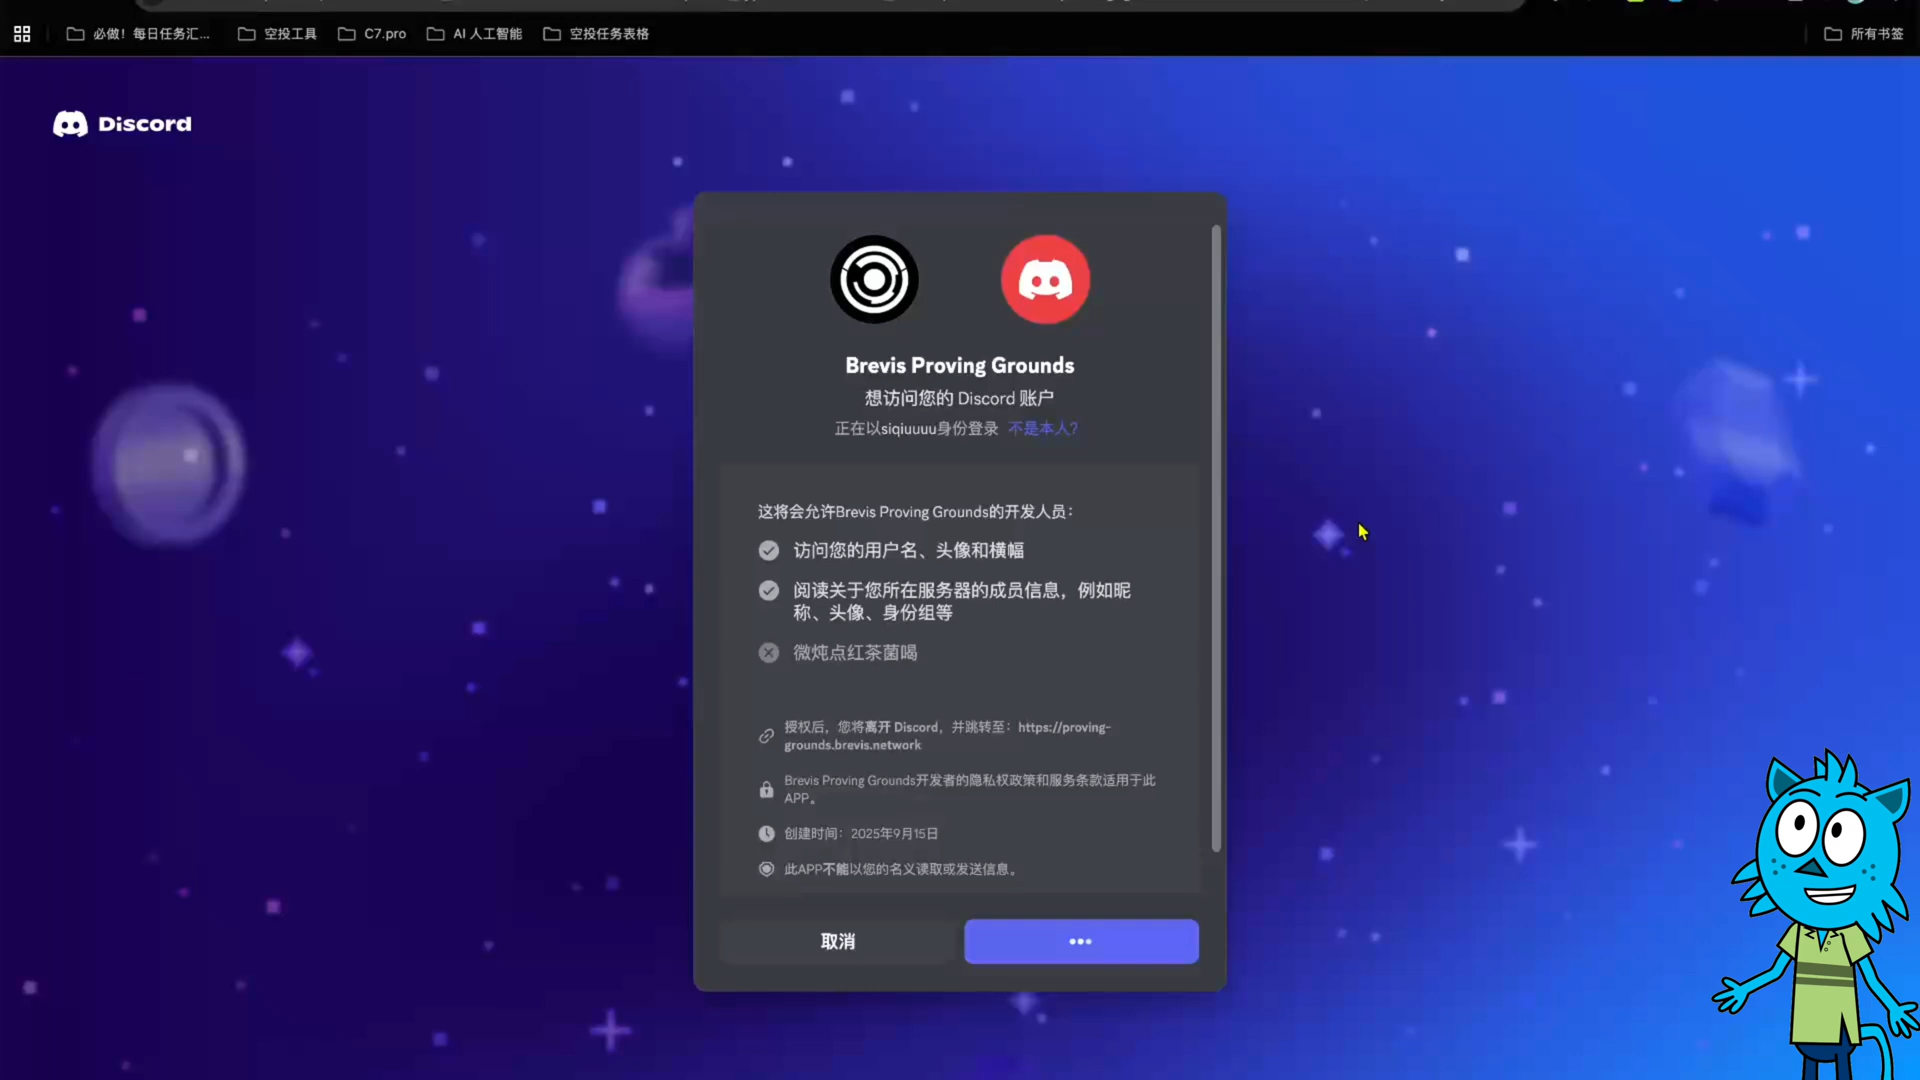 必做！每日任务汇...
空投工具
C7.pro
AI 人工智能
空投任务表格
所有书签
Discord
Brevis Proving Grounds
想访问您的 Discord 账户
正在以siqiuuuu身份登录 不是本人？
这将会允许Brevis Proving Grounds的开发人员：
访问您的用户名、头像和横幅
阅读关于您所在服务器的成员信息，例如昵
称、头像、身份组等
微炖点红茶菌喝
授权后，您将离开 Discord，并跳转至：https://proving-
grounds.brevis.network
Brevis Proving Grounds开发者的隐私权政策和服务条款适用于此
APP。
创建时间：2025年9月15日
此APP不能以您的名义读取或发送信息。
取消